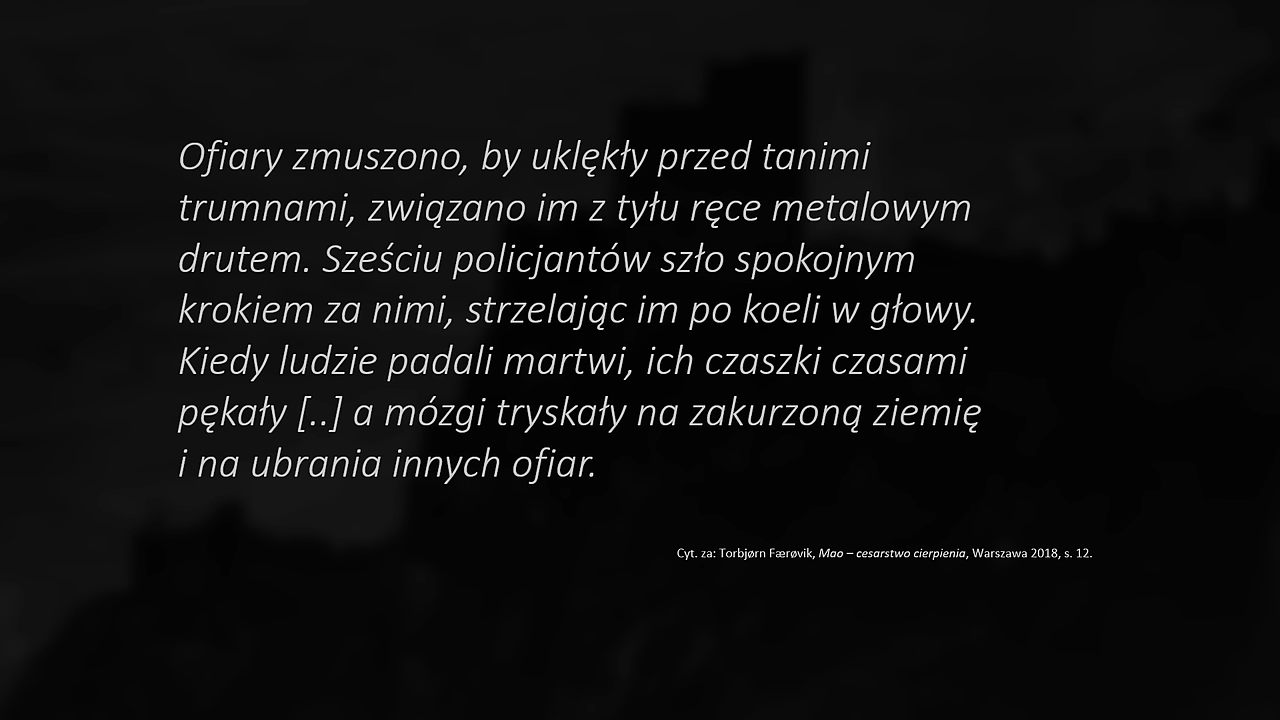 Ofiary zmuszono, by uklękły przed tanimi
trumnami, związano im z tyłu ręce metalowym
drutem. Sześciu policjantów szło spokojnym
krokiem za nimi, strzelając im po koeli w głowy.
Kiedy ludzie padali martwi, ich czaszki czasami
pękały [..] a mózgi tryskały na zakurzoną ziemię
i na ubrania innych ofiar.
Cyt. za: Torbjørn Færøvik, Mao – cesarstwo cierpienia, Warszawa 2018, s. 12.